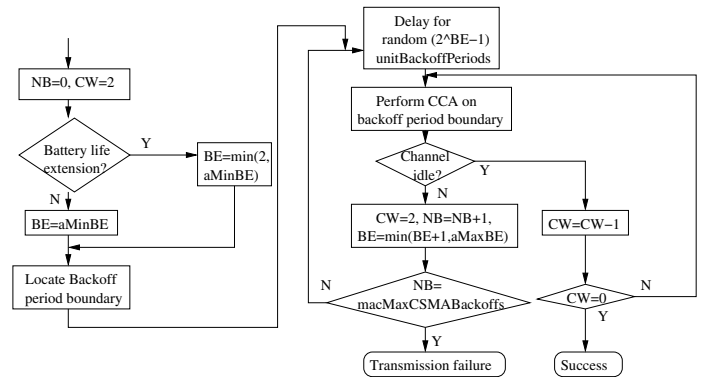 NB=0, CW=2
Battery life
extension?
Y
BE=min(2,
aMinBE)
N
BE=aMinBE
Locate Backoff
period boundary
Delay for
random (2^BE−1)
unitBackoffPeriods
Perform CCA on
backoff period boundary
Channel
idle?
Y
N
CW=2, NB=NB+1,
BE=min(BE+1,aMaxBE)
CW=CW−1
N
NB=
macMaxCSMABackoffs
Y
CW=0
N
Y
Transmission failure
Success